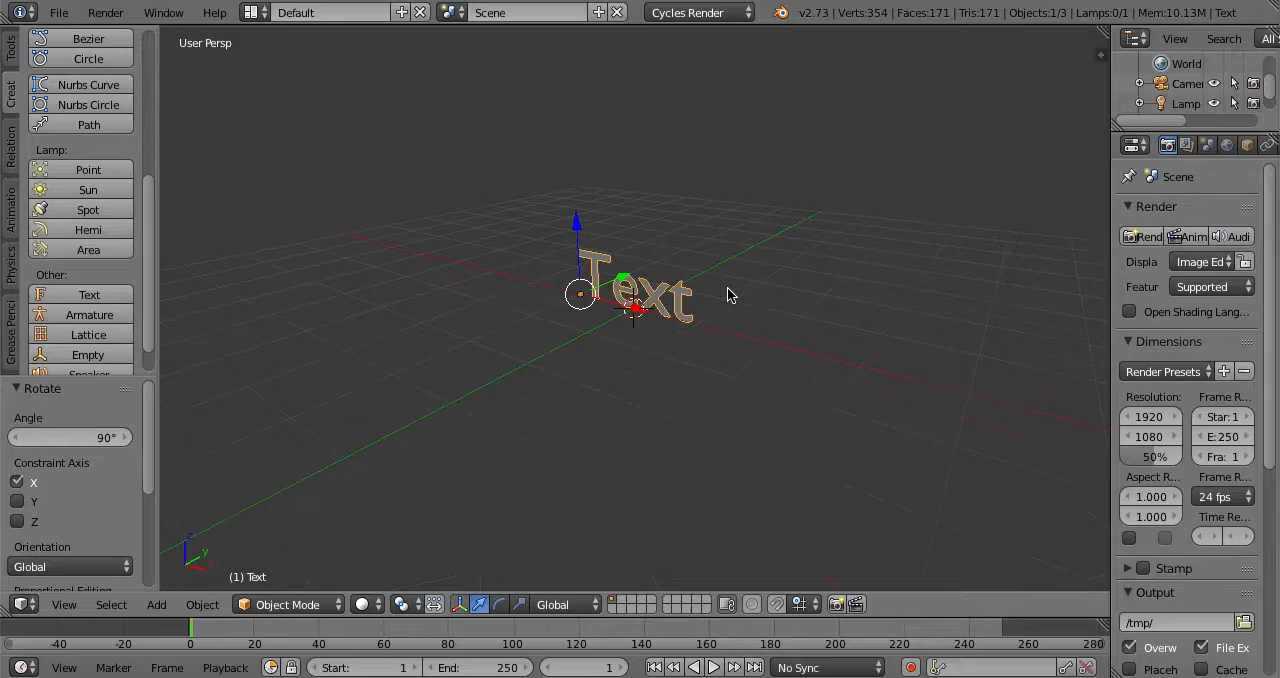 File Render Window Help Default Scene Cycles Render v2.73 | Verts:354 | Faces:171 | Tris:171 | Objects:1/3 | Lamps:0/1 | Mem:10.13M | Text
User Persp
Tools
Creat
Relation
Animatio
Physics
Grease Penci
Bezier
Circle
Nurbs Curve
Nurbs Circle
Path
Lamp:
Point
Sun
Spot
Hemi
Area
Other:
Text
Armature
Lattice
Empty
Rotate
Angle
90°
Constraint Axis
X
Y
Z
Orientation
Global
Text
z
y
(1) Text
View Search All
World
Camer
Lamp
Scene
Render
Rend Anim Audi
Displa Image Ed
Featur Supported
Open Shading Lang...
Dimensions
Render Presets
Resolution: Frame R...
1920 Star: 1
1080 E: 250
50% Fra: 1
Aspect R... Frame R...
1.000 24 fps
1.000 Time Re...
Stamp
Output
/tmp/
Overw File Ex
Placeh Cache
View Select Add Object Object Mode Global
-40 -20 0 20 40 60 80 100 120 140 160 180 200 220 240 260 280
View Marker Frame Playback Start: 1 End: 250 1 No Sync